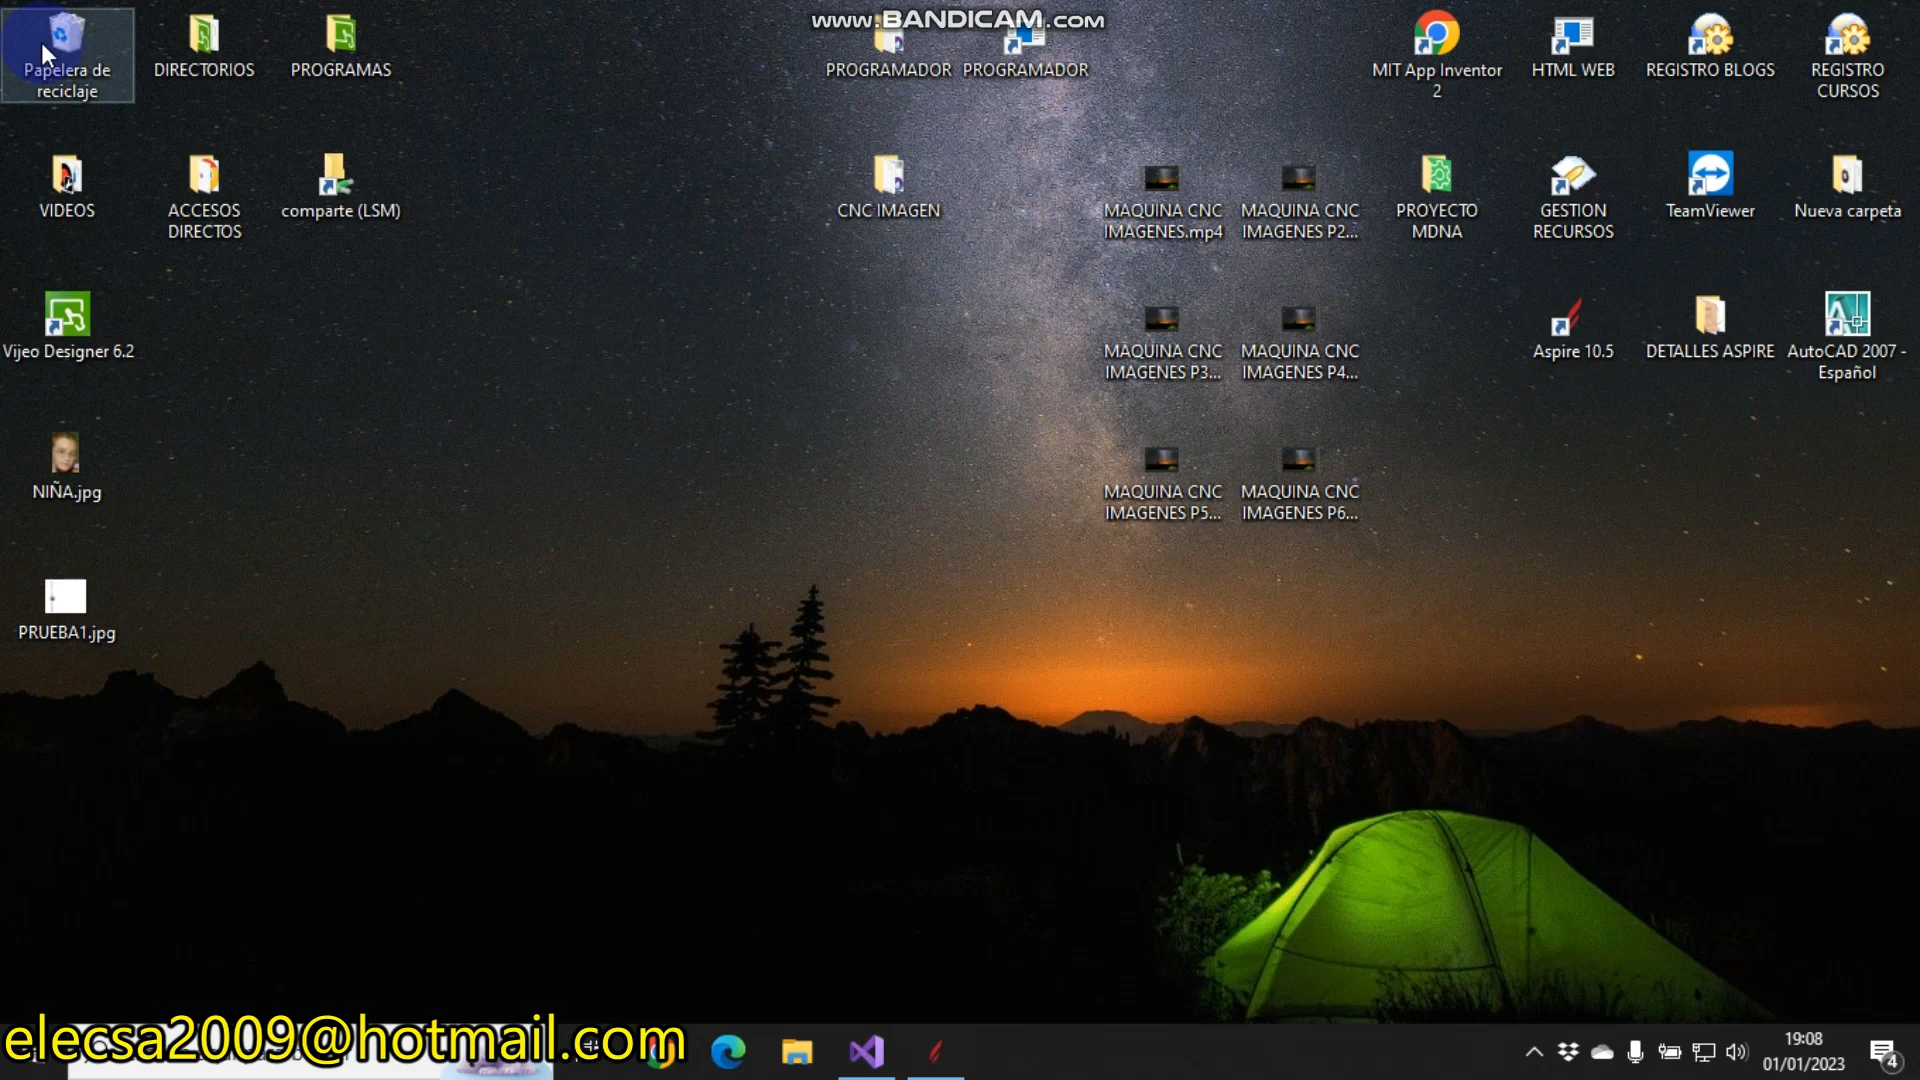 www.BANDICAM.com
Papelera de
reciclaje
DIRECTORIOS
PROGRAMAS
PROGRAMADOR
PROGRAMADOR
MIT App Inventor
2
HTML WEB
REGISTRO BLOGS
REGISTRO
CURSOS
VIDEOS
ACCESOS
DIRECTOS
comparte (LSM)
CNC IMAGEN
MAQUINA CNC
IMAGENES.mp4
MAQUINA CNC
IMAGENES P2...
PROYECTO
MDNA
GESTION
RECURSOS
TeamViewer
Nueva carpeta
Vijeo Designer 6.2
MAQUINA CNC
IMAGENES P3...
MAQUINA CNC
IMAGENES P4...
Aspire 10.5
DETALLES ASPIRE
AutoCAD 2007 -
Español
NIÑA.jpg
MAQUINA CNC
IMAGENES P5...
MAQUINA CNC
IMAGENES P6...
PRUEBA1.jpg
elecsa2009@hotmail.com
19:08
01/01/2023
4